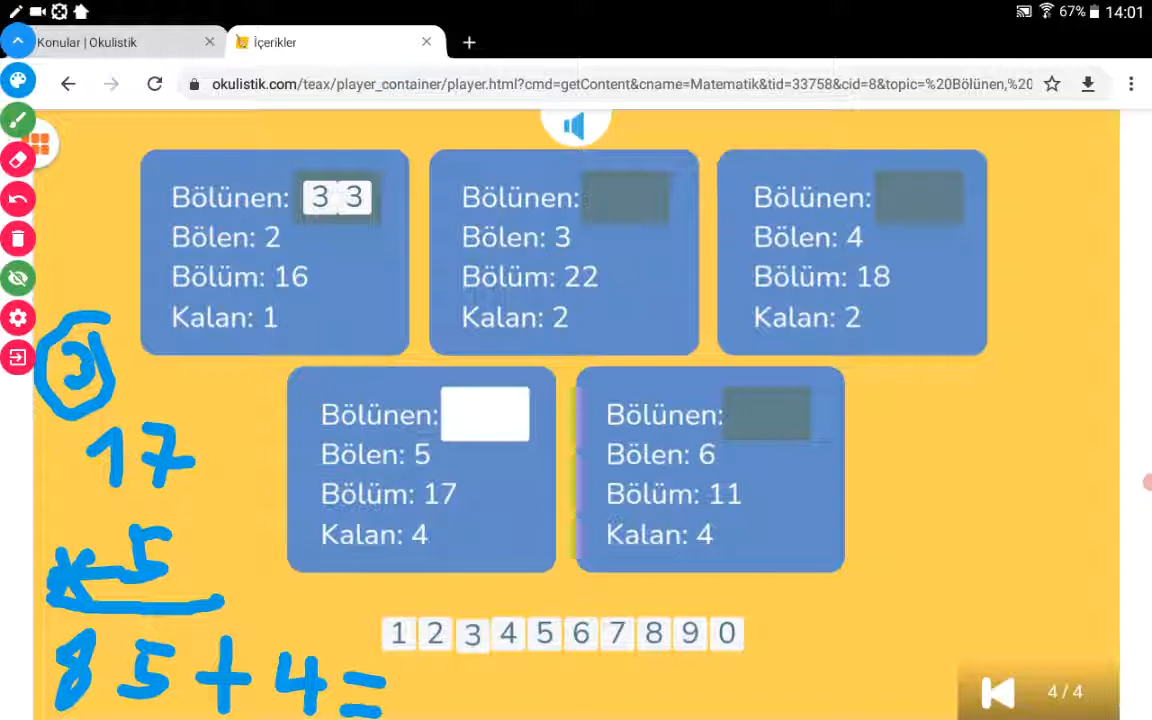 67% 14:01
Konular | Okulistik İçerikler
okulistik.com/teax/player_container/player.html?cmd=getContent&cname=Matematik&tid=33758&cid=8&topic=%20Bölünen,%20
Bölünen: 3 3
Bölen: 2
Bölüm: 16
Kalan: 1
Bölünen:
Bölen: 3
Bölüm: 22
Kalan: 2
Bölünen:
Bölen: 4
Bölüm: 18
Kalan: 2
Bölünen:
Bölen: 5
Bölüm: 17
Kalan: 4
Bölünen:
Bölen: 6
Bölüm: 11
Kalan: 4
3
17
× 5
85+4=
1 2 3 4 5 6 7 8 9 0
4 / 4